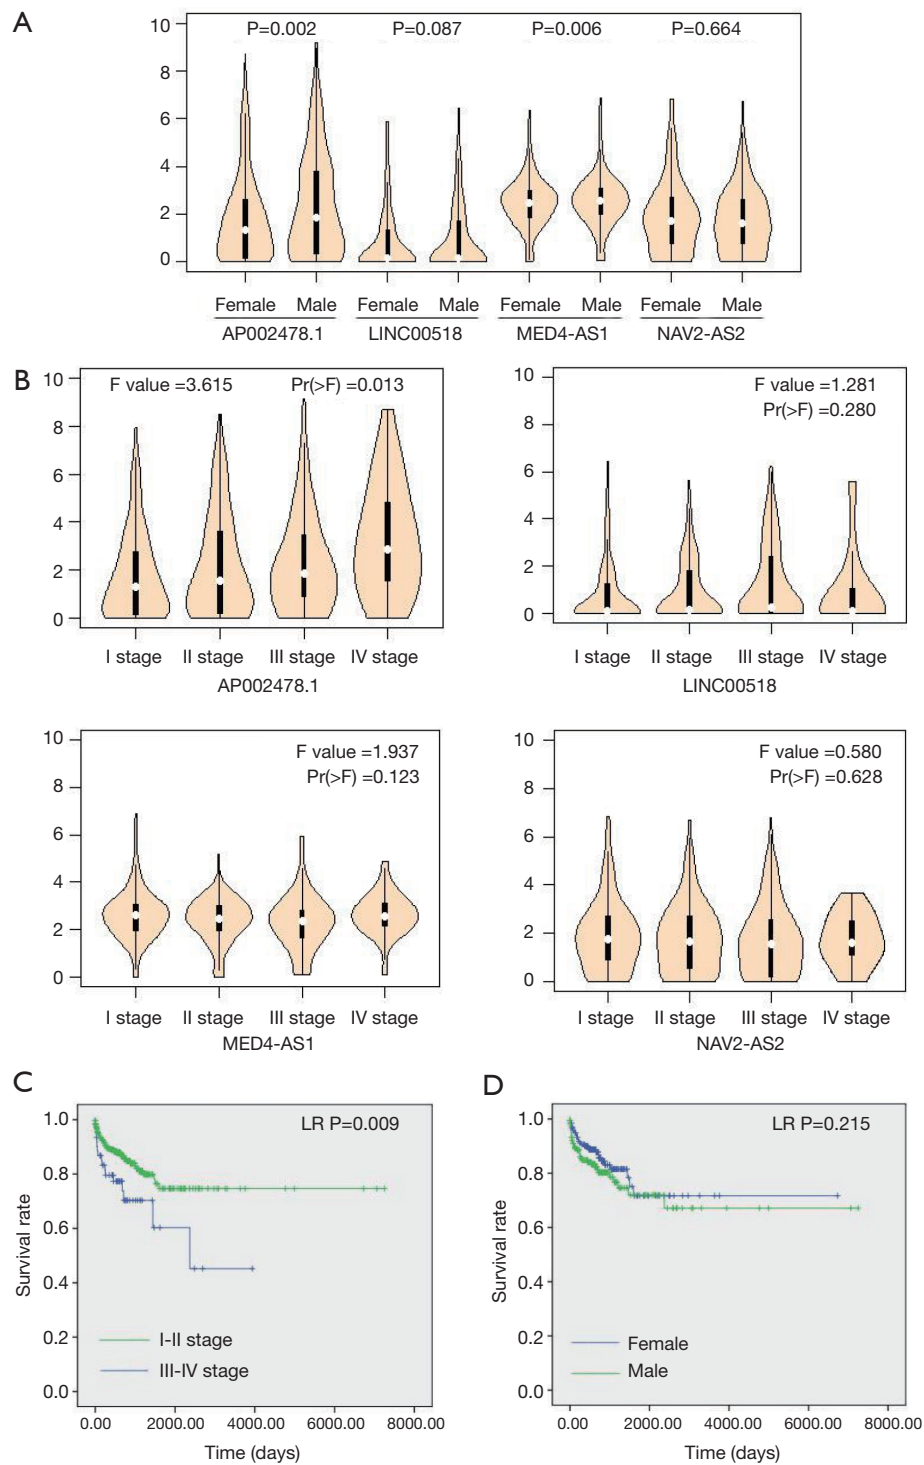 A
10
8
6
4
2
0
P=0.002 P=0.087 P=0.006 P=0.664
Female Male Female Male Female Male Female Male
AP002478.1 LINC00518 MED4-AS1 NAV2-AS2
B
10
8
6
4
2
0
F value =3.615 Pr(>F) =0.013
I stage II stage III stage IV stage
AP002478.1
10
8
6
4
2
0
F value =1.281
Pr(>F) =0.280
I stage II stage III stage IV stage
LINC00518
10
8
6
4
2
0
F value =1.937
Pr(>F) =0.123
I stage II stage III stage IV stage
MED4-AS1
10
8
6
4
2
0
F value =0.580
Pr(>F) =0.628
I stage II stage III stage IV stage
NAV2-AS2
C
LR P=0.009
Survival rate
1.0
0.8
0.6
0.4
0.2
0.0
I-II stage
III-IV stage
0.00 2000.00 4000.00 6000.00 8000.00
Time (days)
D
LR P=0.215
Survival rate
1.0
0.8
0.6
0.4
0.2
0.0
Female
Male
0.00 2000.00 4000.00 6000.00 8000.00
Time (days)